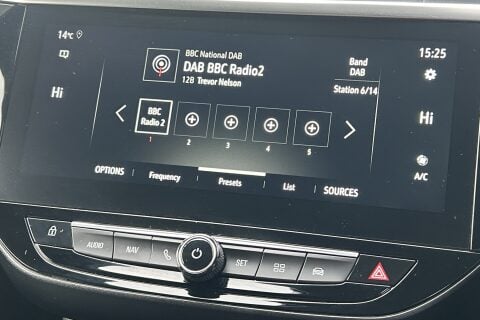 14°C
15:25
BBC National DAB
DAB BBC Radio2
12B Trevor Nelson
Band
DAB
Station 6/14
Hi
Hi
BBC
Radio 2
1 2 3 4 5
A/C
OPTIONS Frequency Presets List SOURCES
AUDIO NAV SET